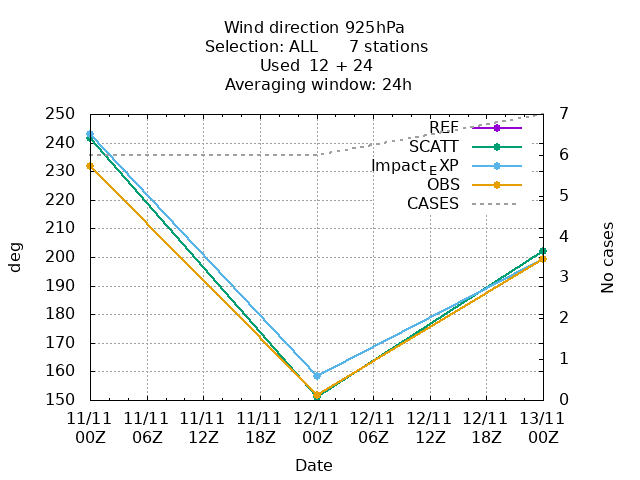 Wind direction 925hPa
Selection: ALL 7 stations
Used 12 + 24
Averaging window: 24h
250 7
REF
240 SCATT
6
230 Impact_EXP
OBS
220 5
CASES
210
200 4
190
3
180
2
170
1
160
150 0
11/11 11/11 11/11 11/11 12/11 12/11 12/11 12/11 13/11
00Z 06Z 12Z 18Z 00Z 06Z 12Z 18Z 00Z
Date
deg
No cases